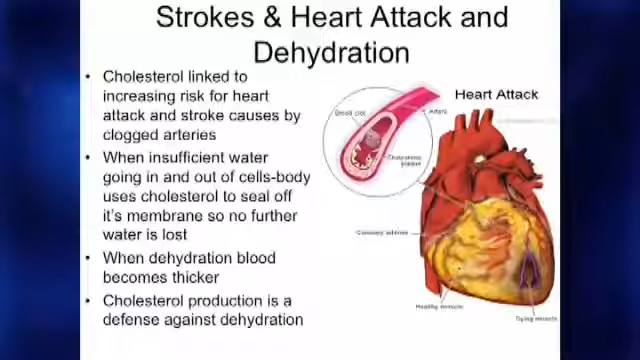 Strokes & Heart Attack and
Dehydration
• Cholesterol linked to
increasing risk for heart
attack and stroke causes by
clogged arteries
• When insufficient water
going in and out of cells-body
uses cholesterol to seal off
it's membrane so no further
water is lost
• When dehydration blood
becomes thicker
• Cholesterol production is a
defense against dehydration
Heart Attack
Blood clot
Artery
Cholesterol
plaque
Coronary arteries
Healthy muscle
Dying muscle